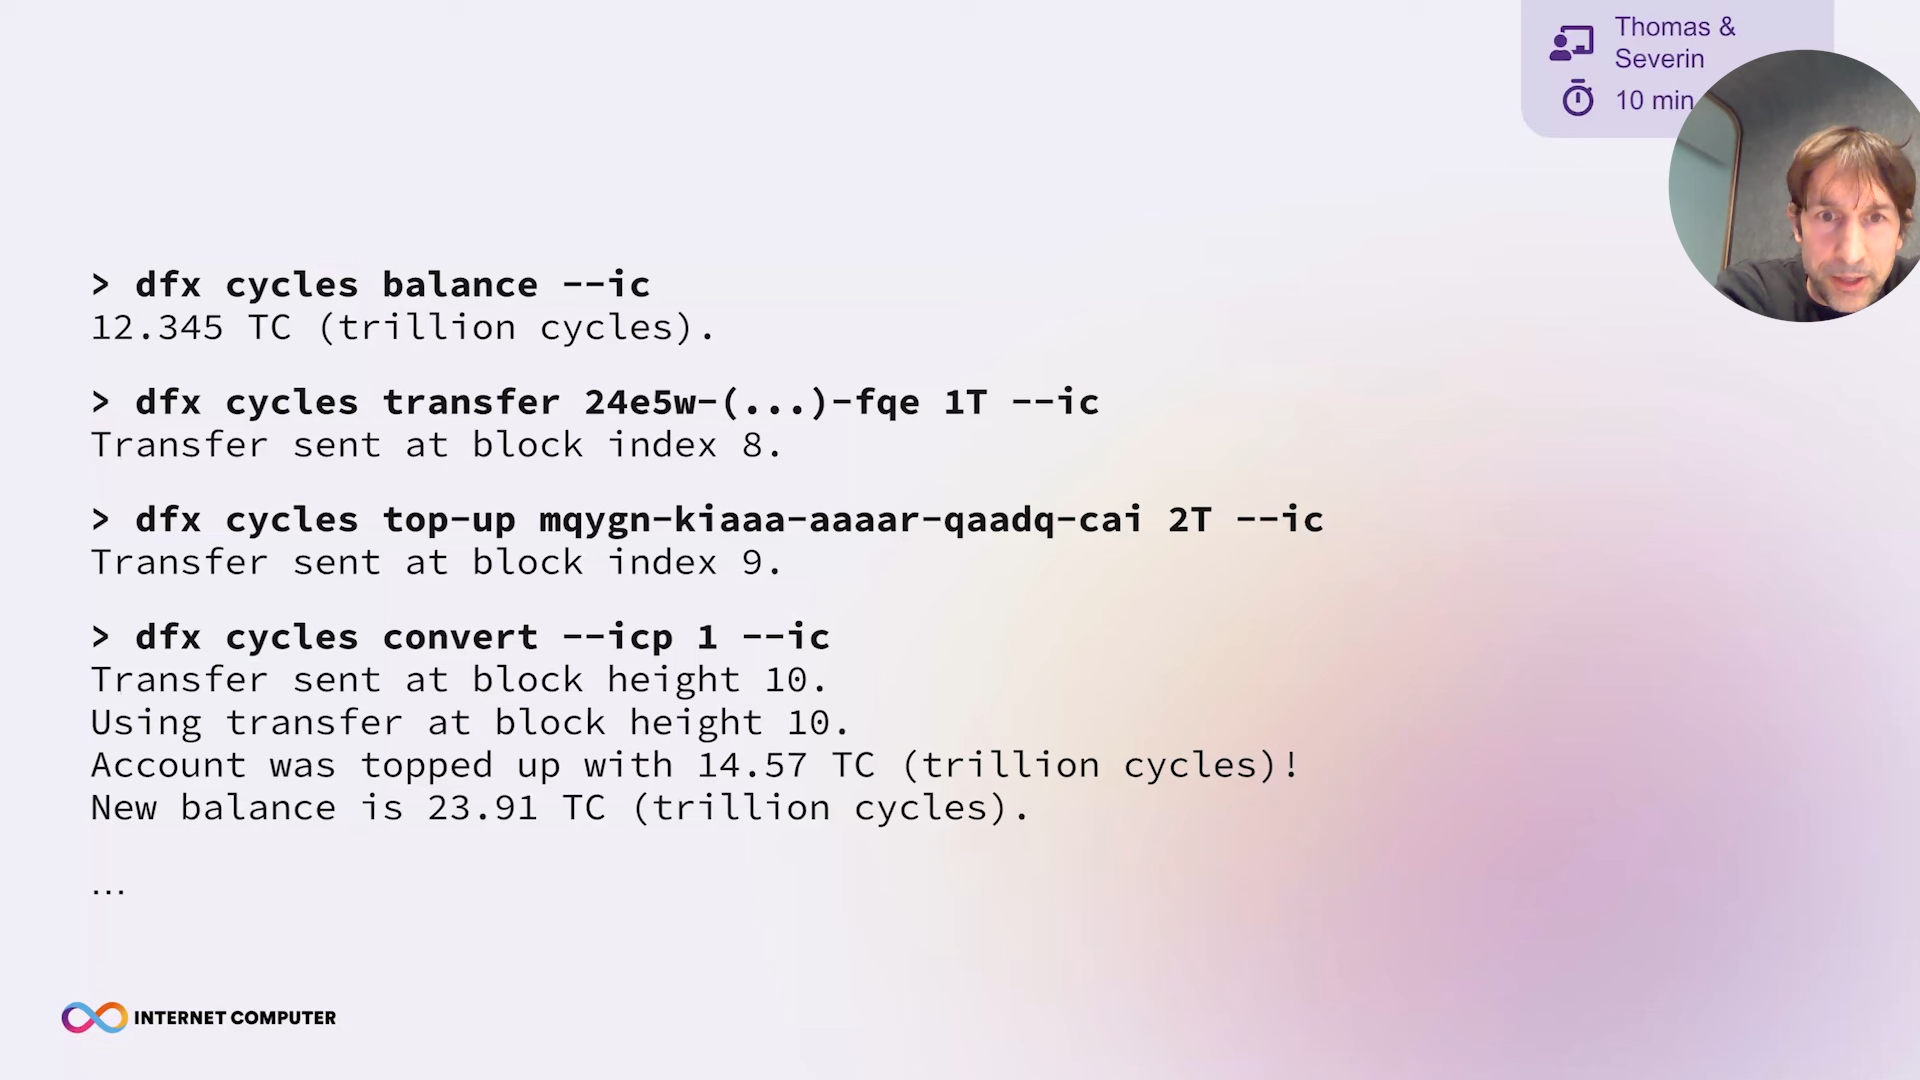 Thomas &
Severin
10 min
> dfx cycles balance --ic
12.345 TC (trillion cycles).
> dfx cycles transfer 24e5w-(...)-fqe 1T --ic
Transfer sent at block index 8.
> dfx cycles top-up mqygn-kiaaa-aaaar-qaadq-cai 2T --ic
Transfer sent at block index 9.
> dfx cycles convert --icp 1 --ic
Transfer sent at block height 10.
Using transfer at block height 10.
Account was topped up with 14.57 TC (trillion cycles)!
New balance is 23.91 TC (trillion cycles).
...
INTERNET COMPUTER